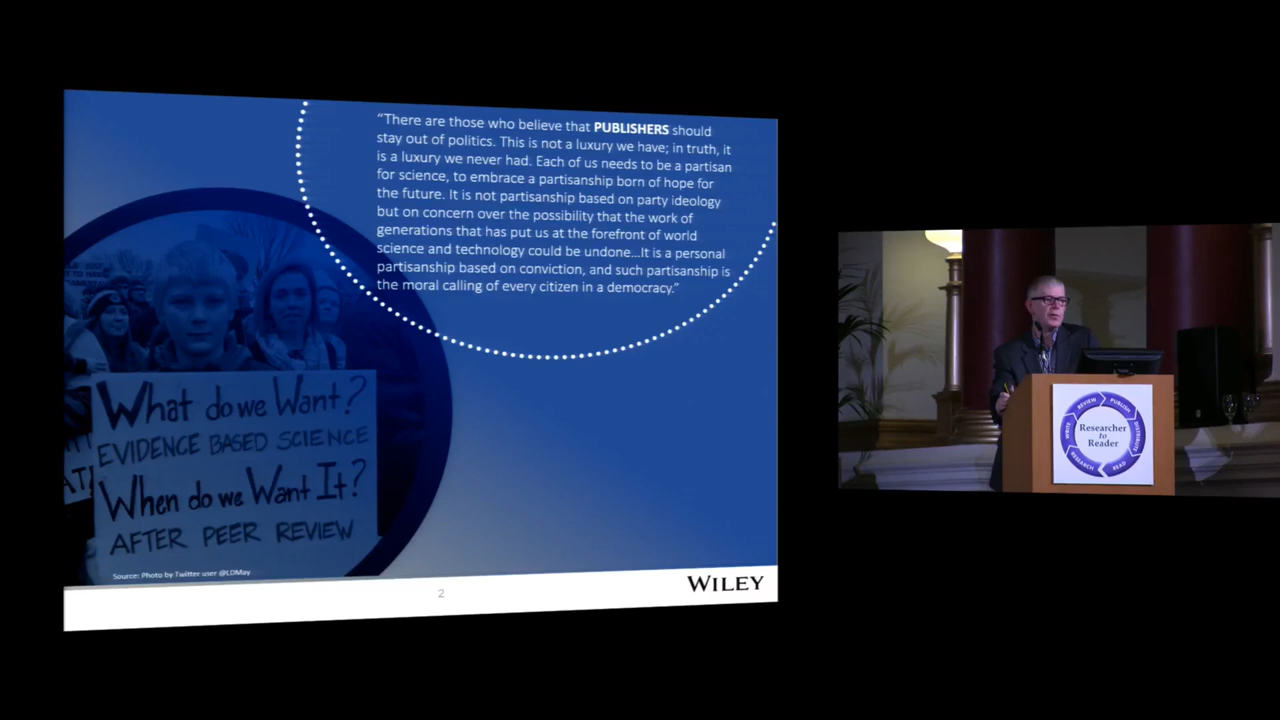 “There are those who believe that PUBLISHERS should
stay out of politics. This is not a luxury we have; in truth, it
is a luxury we never had. Each of us needs to be a partisan
for science, to embrace a partisanship born of hope for
the future. It is not partisanship based on party ideology
but on concern over the possibility that the work of
generations that has put us at the forefront of world
science and technology could be undone...It is a personal
partisanship based on conviction, and such partisanship is
the moral calling of every citizen in a democracy.”
What do we Want?
EVIDENCE BASED SCIENCE
When do we Want It?
AFTER PEER REVIEW
Source: Photo by Twitter user @LDMay
2
WILEY
REVIEW
PUBLISH
DISTRIBUTE
READ
RESEARCH
WRITE
Researcher
to
Reader